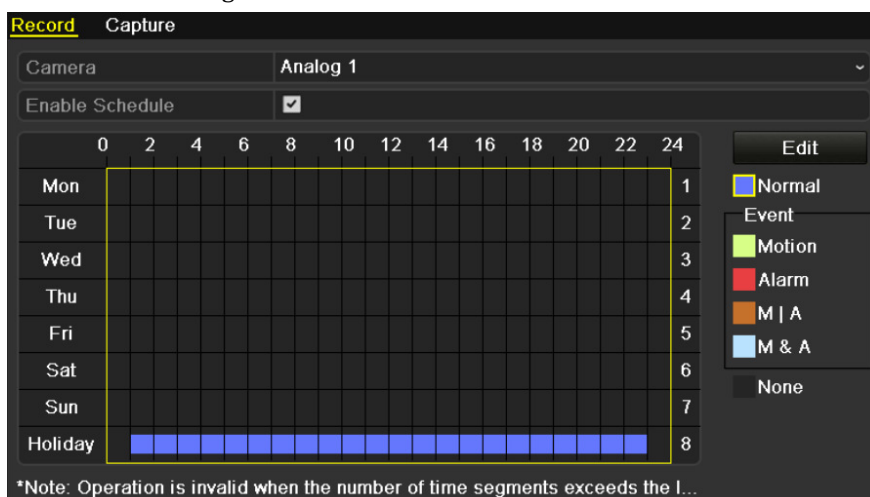 Record Capture
Camera Analog 1
Enable Schedule
0 2 4 6 8 10 12 14 16 18 20 22 24 Edit
Mon 1 Normal
Tue 2 Event
Wed 3 Motion
Thu 4 Alarm
Fri 5 M | A
Sat 6 M & A
Sun 7 None
Holiday 8
*Note: Operation is invalid when the number of time segments exceeds the l...